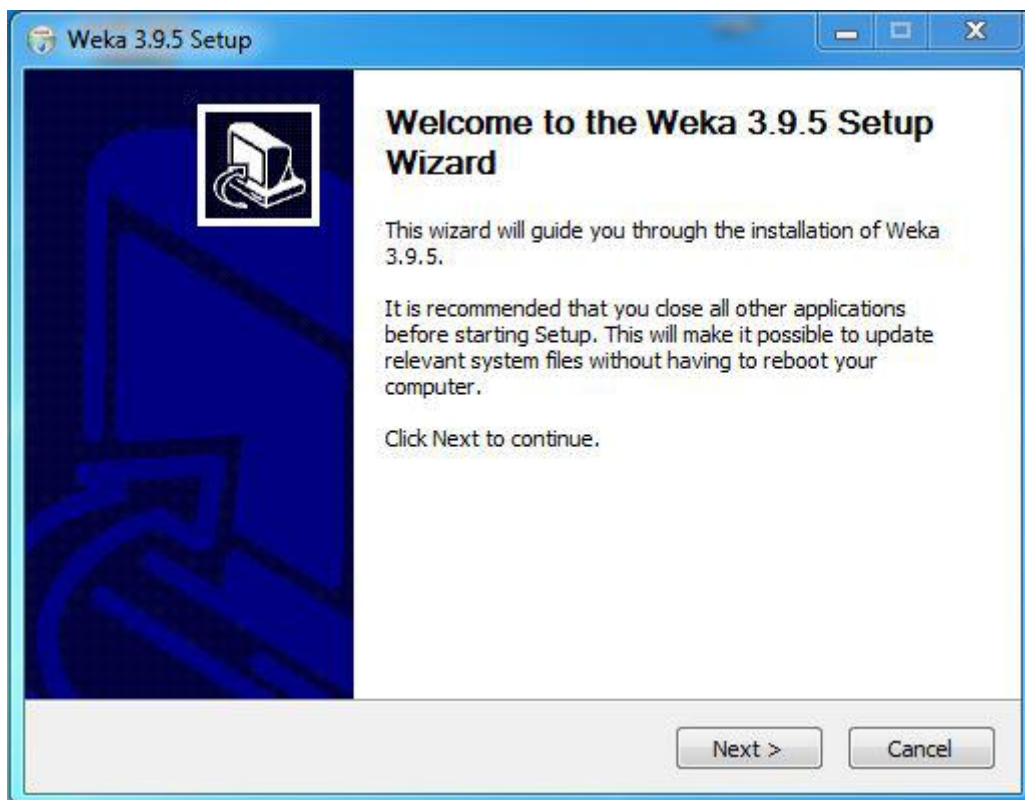 Weka 3.9.5 Setup
Welcome to the Weka 3.9.5 Setup
Wizard
This wizard will guide you through the installation of Weka
3.9.5.
It is recommended that you close all other applications
before starting Setup. This will make it possible to update
relevant system files without having to reboot your
computer.
Click Next to continue.
Next >
Cancel